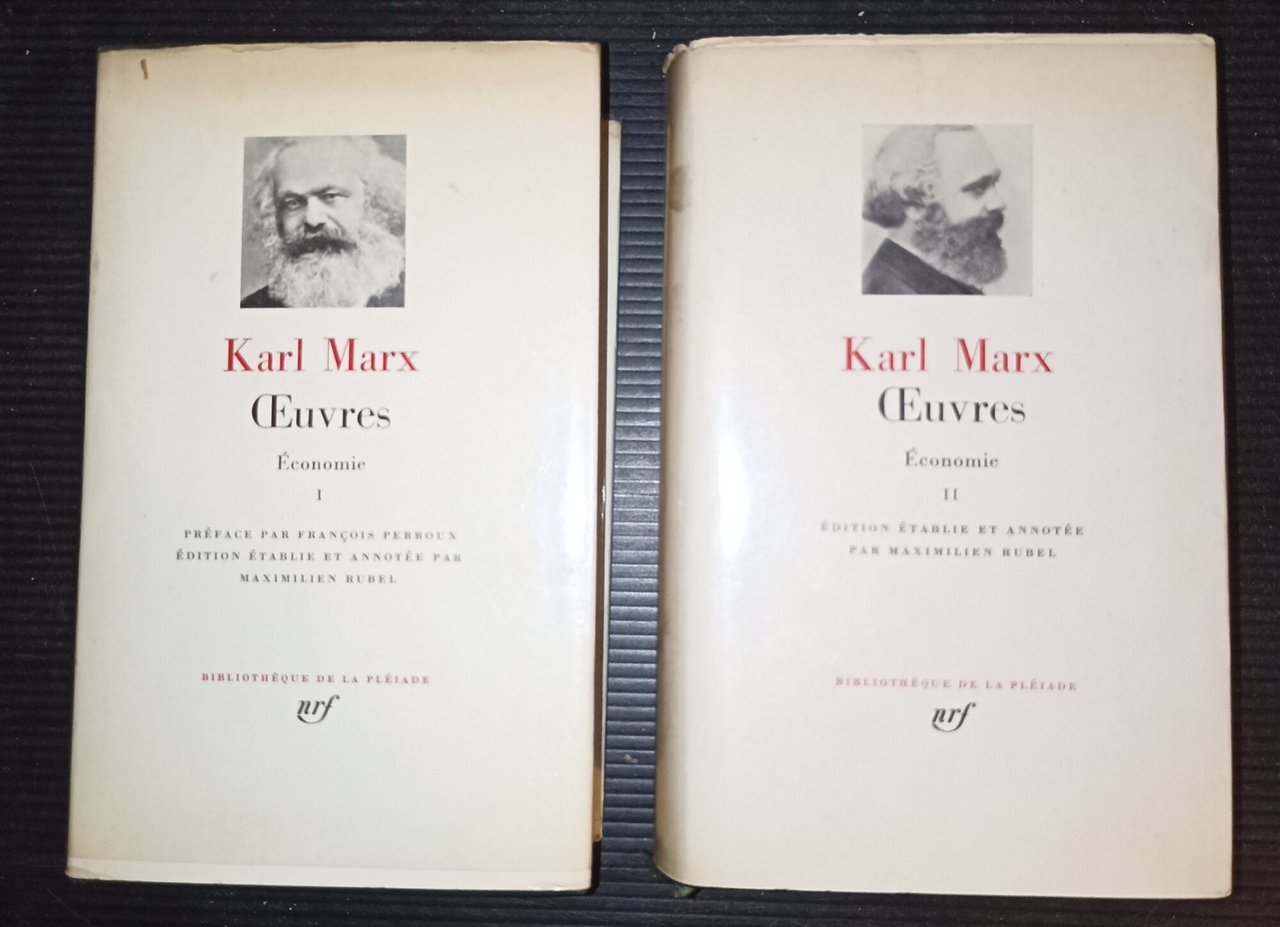 Karl Marx
Œuvres
Économie
I
PRÉFACE PAR FRANÇOIS PERROUX
ÉDITION ÉTABLIE ET ANNOTÉE PAR
MAXIMILIEN RUBEL
BIBLIOTHÈQUE DE LA PLÉIADE
nrf
Karl Marx
Œuvres
Économie
II
ÉDITION ÉTABLIE ET ANNOTÉE
PAR MAXIMILIEN RUBEL
BIBLIOTHÈQUE DE LA PLÉIADE
nrf